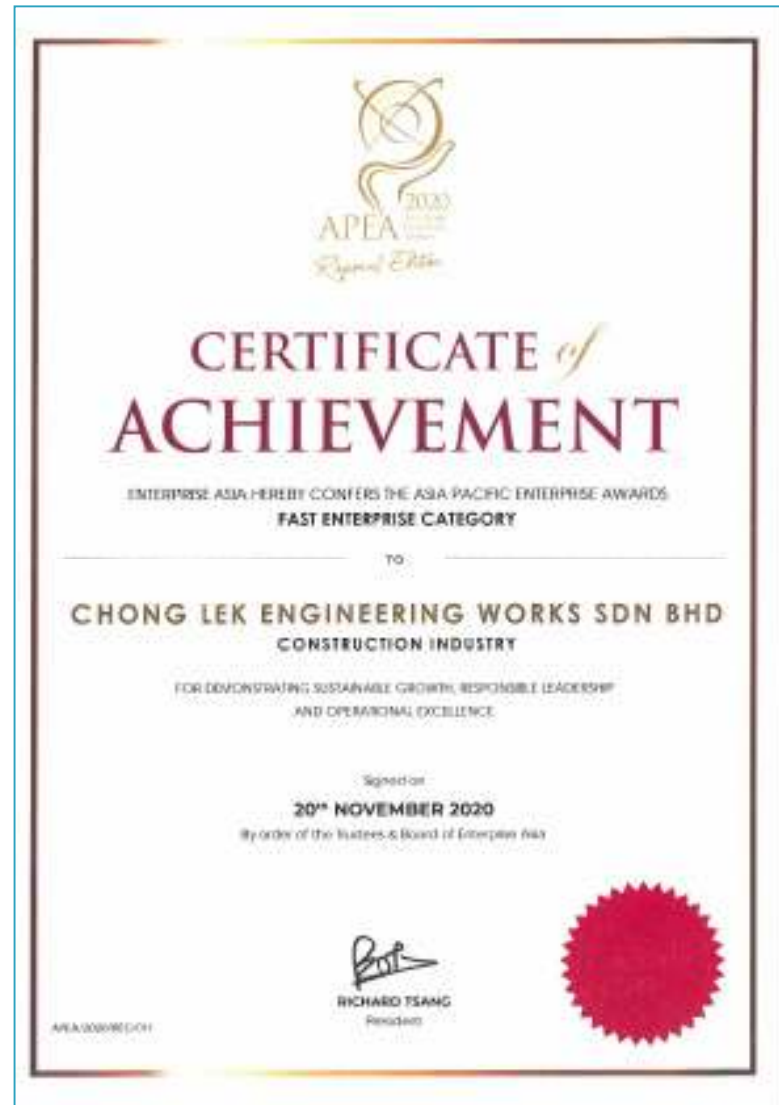 2020
APEA
Regional Edition
CERTIFICATE of
ACHIEVEMENT
ENTERPRISE ASIA HEREBY CONFERS THE ASIA PACIFIC ENTERPRISE AWARDS
FAST ENTERPRISE CATEGORY
TO
CHONG LEK ENGINEERING WORKS SDN BHD
CONSTRUCTION INDUSTRY
FOR DEMONSTRATING SUSTAINABLE GROWTH, RESPONSIBLE LEADERSHIP
AND OPERATIONAL EXCELLENCE
Signed on
20TH NOVEMBER 2020
By order of the Trustees & Board of Enterprise Asia
RICHARD TSANG
President